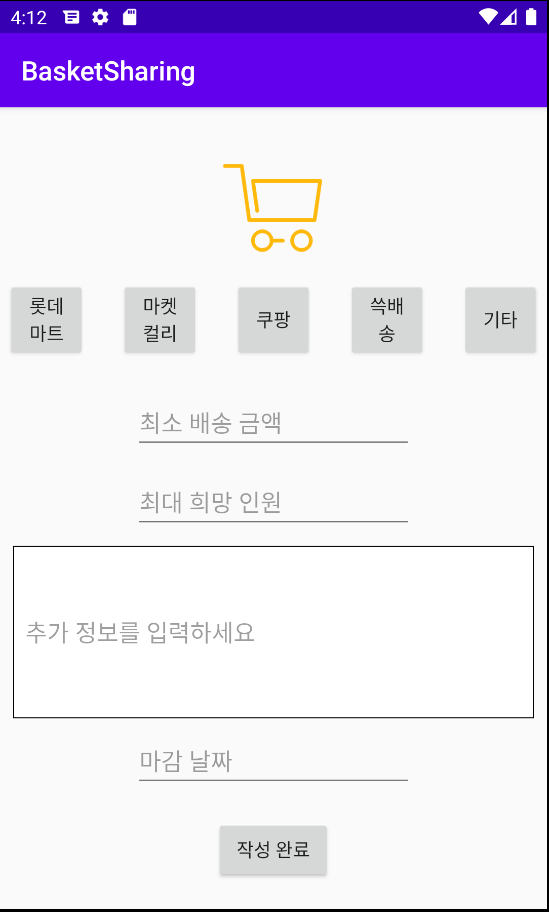 4:12
BasketSharing
롯데
마트
마켓
컬리
쿠팡
쓱배
송
기타
최소 배송 금액
최대 희망 인원
추가 정보를 입력하세요
마감 날짜
작성 완료